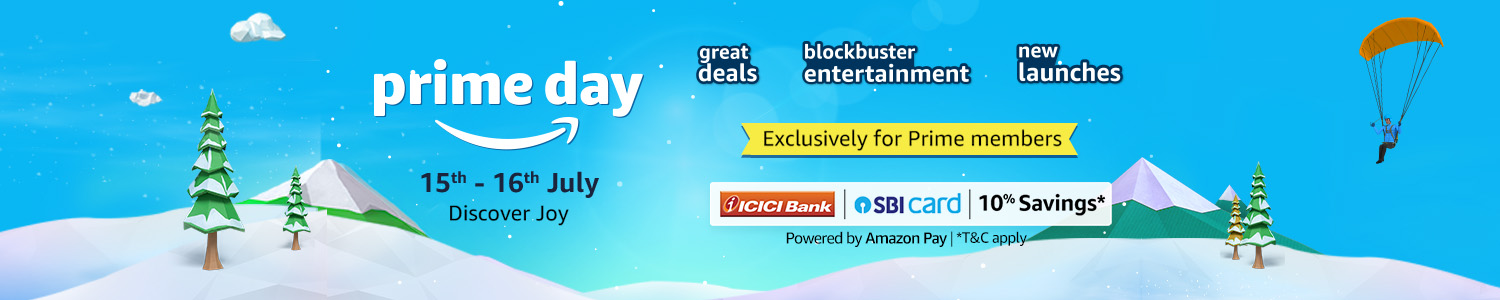 prime day
15th - 16th July
Discover Joy
great
deals
blockbuster
entertainment
new
launches
Exclusively for Prime members
ICICI Bank | SBI card | 10% Savings*
Powered by Amazon Pay | *T&C apply